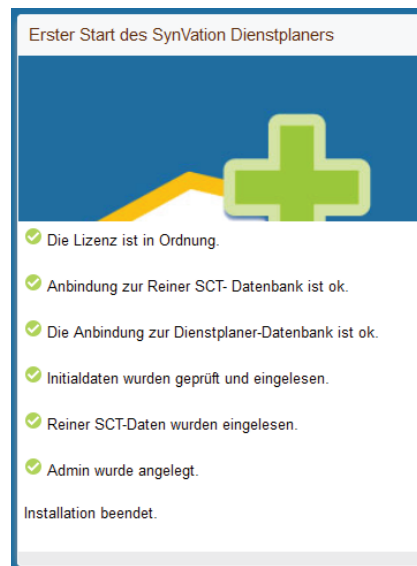 Erster Start des SynVation Dienstplaners
Die Lizenz ist in Ordnung.
Anbindung zur Reiner SCT- Datenbank ist ok.
Die Anbindung zur Dienstplaner-Datenbank ist ok.
Initialdaten wurden geprüft und eingelesen.
Reiner SCT-Daten wurden eingelesen.
Admin wurde angelegt.
Installation beendet.